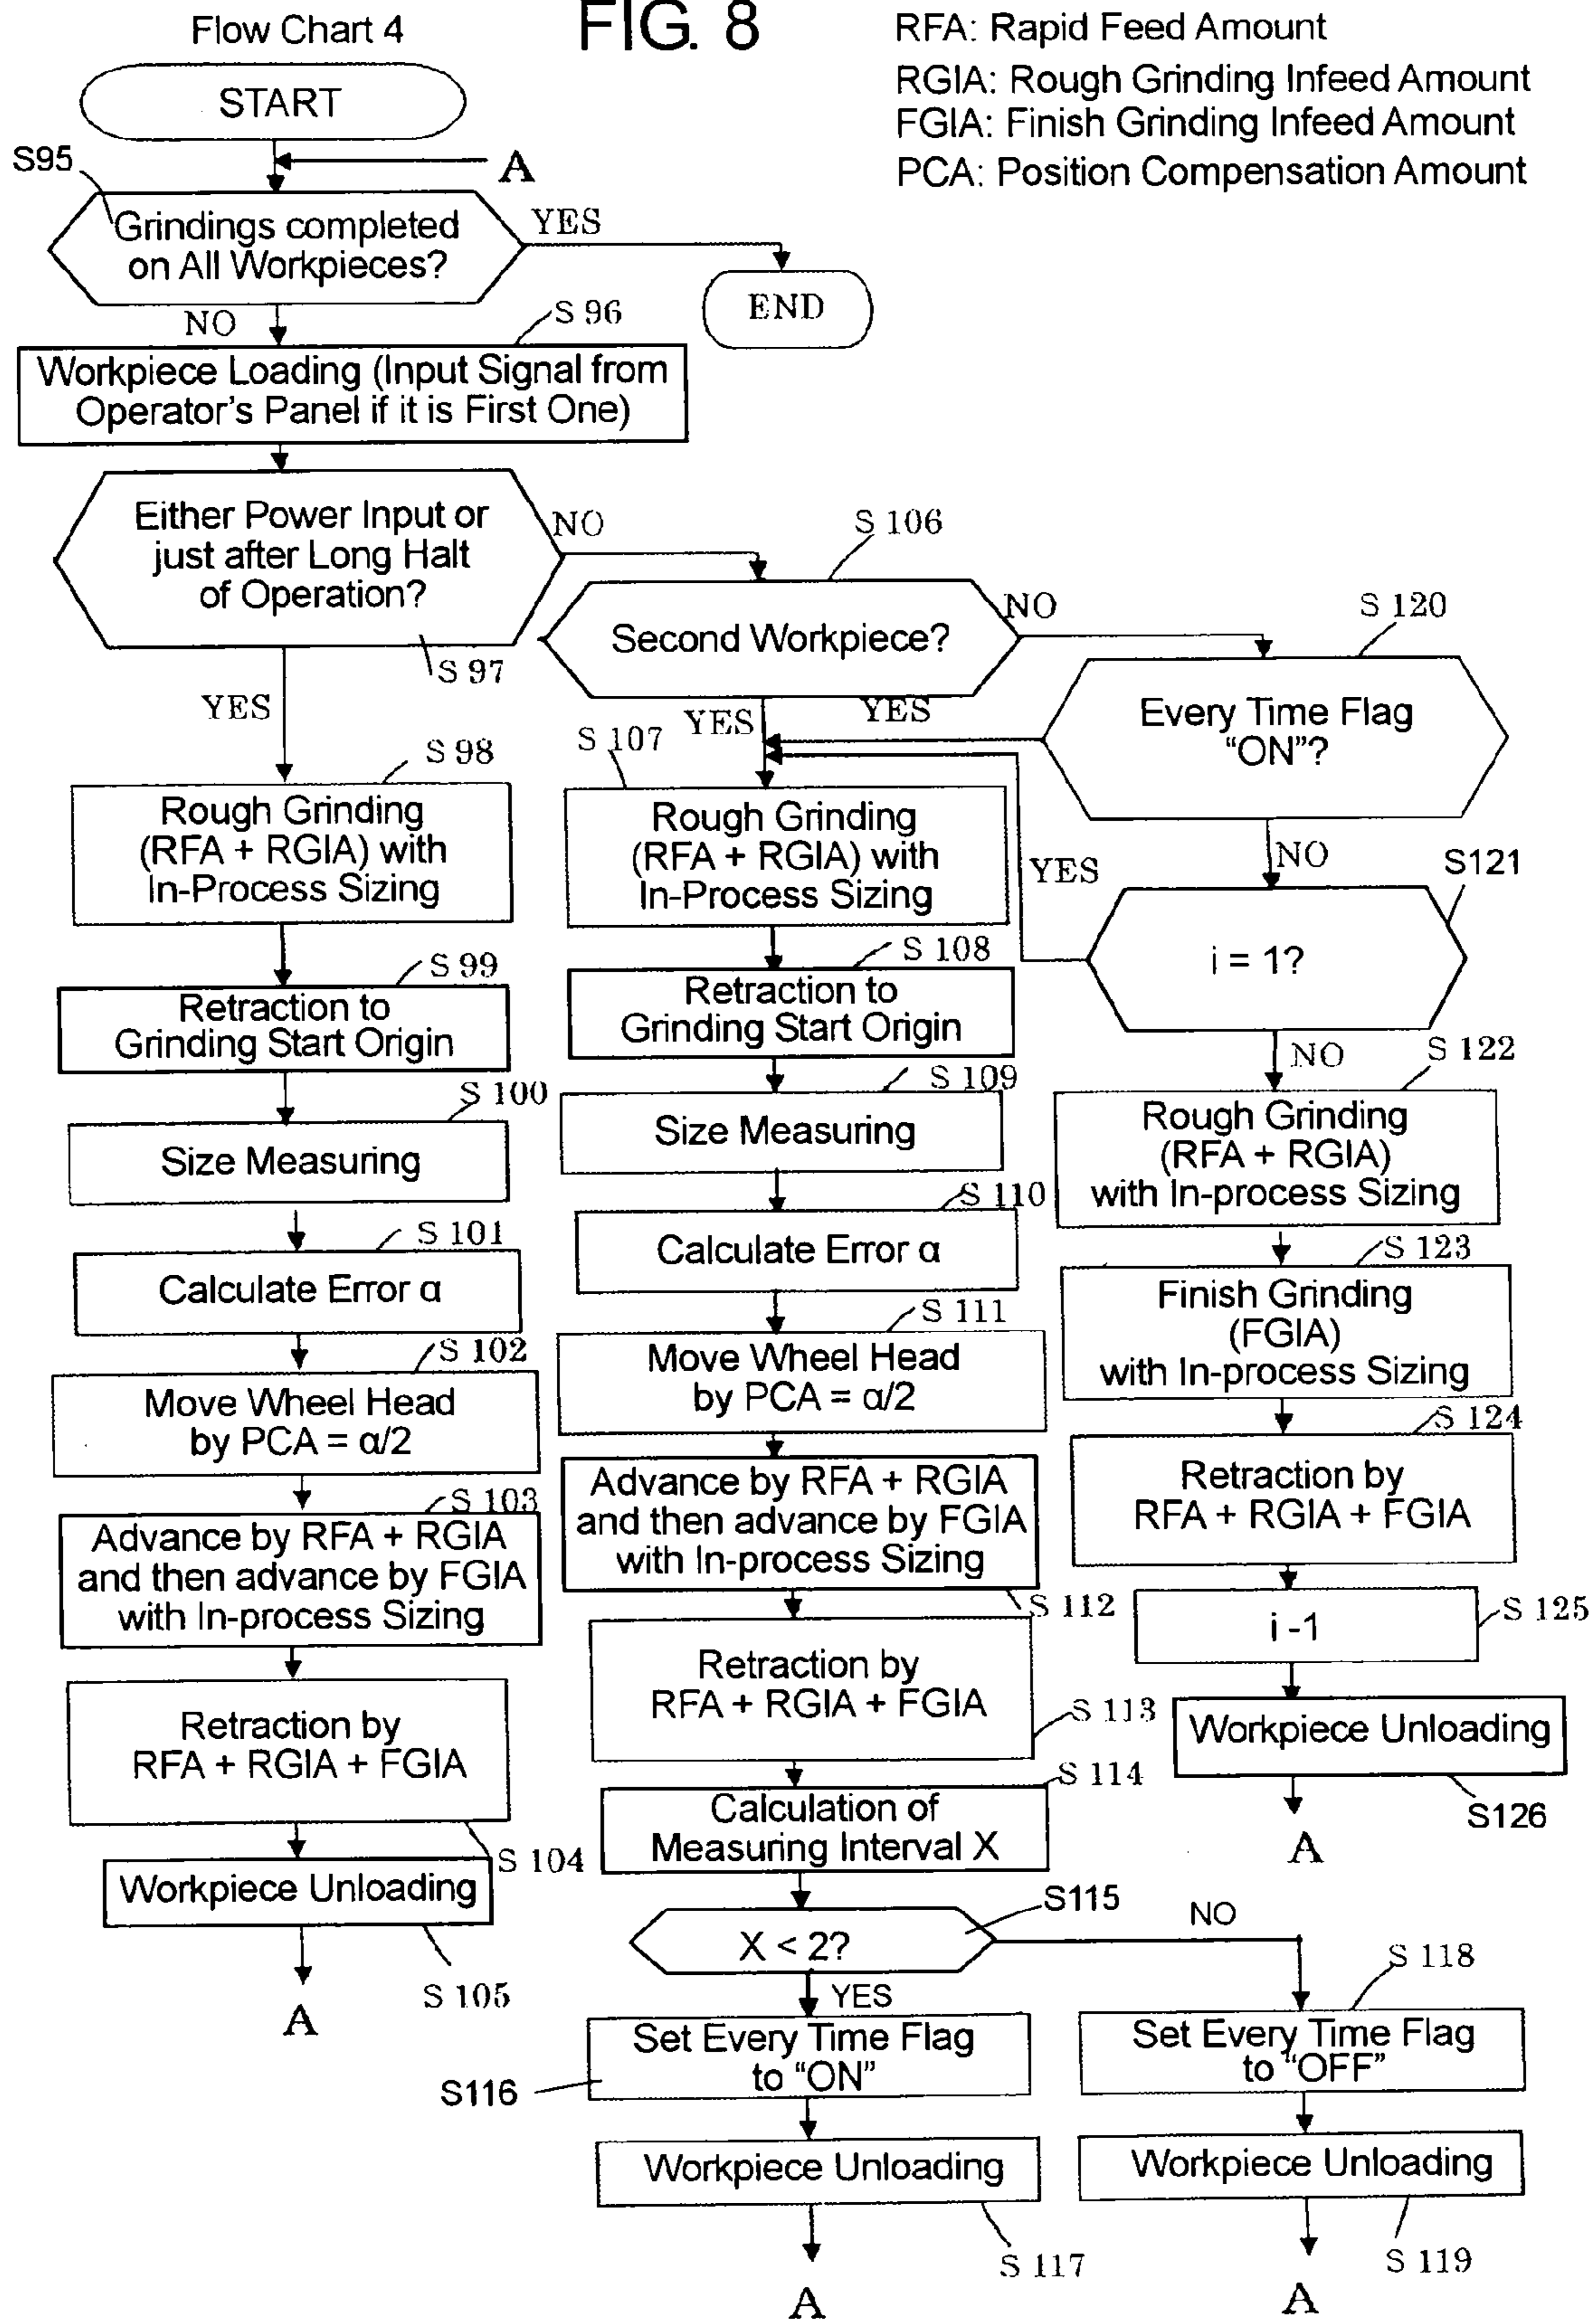 Flow Chart 4
FIG. 8
RFA: Rapid Feed Amount
RGIA: Rough Grinding Infeed Amount
FGIA: Finish Grinding Infeed Amount
PCA: Position Compensation Amount
START
A
S95
Grindings completed
on All Workpieces?
YES
END
NO
S 96
Workpiece Loading (Input Signal from
Operator's Panel if it is First One)
Either Power Input or
just after Long Halt
of Operation?
NO
S 97
YES
S 98
Rough Grinding
(RFA + RGIA) with
In-Process Sizing
S 99
Retraction to
Grinding Start Origin
S 100
Size Measuring
S 101
Calculate Error α
S 102
Move Wheel Head
by PCA = α/2
S 103
Advance by RFA + RGIA
and then advance by FGIA
with In-process Sizing
Retraction by
RFA + RGIA + FGIA
S 104
Workpiece Unloading
S 105
A
S 106
Second Workpiece?
NO
YES
YES
S 107
Rough Grinding
(RFA + RGIA) with
In-Process Sizing
S 108
Retraction to
Grinding Start Origin
S 109
Size Measuring
S 110
Calculate Error α
S 111
Move Wheel Head
by PCA = α/2
Advance by RFA + RGIA
and then advance by FGIA
with In-process Sizing
S 112
Retraction by
RFA + RGIA + FGIA
S 113
S 114
Calculation of
Measuring Interval X
S115
X < 2?
NO
YES
Set Every Time Flag
to “ON”
S116
Workpiece Unloading
S 117
A
S 118
Set Every Time Flag
to “OFF”
Workpiece Unloading
S 119
A
S 120
Every Time Flag
“ON”?
NO
YES
S121
i = 1?
NO
S 122
Rough Grinding
(RFA + RGIA)
with In-process Sizing
S 123
Finish Grinding
(FGIA)
with In-process Sizing
S 124
Retraction by
RFA + RGIA + FGIA
i -1
S 125
Workpiece Unloading
S126
A